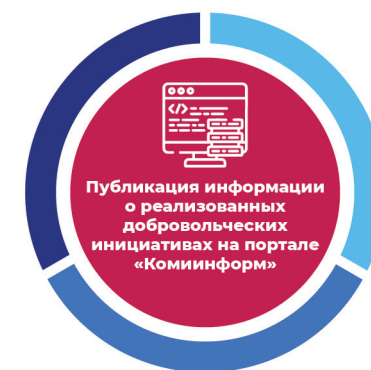 Публикация информации
о реализованных
добровольческих
инициативах на портале
«Комиинформ»